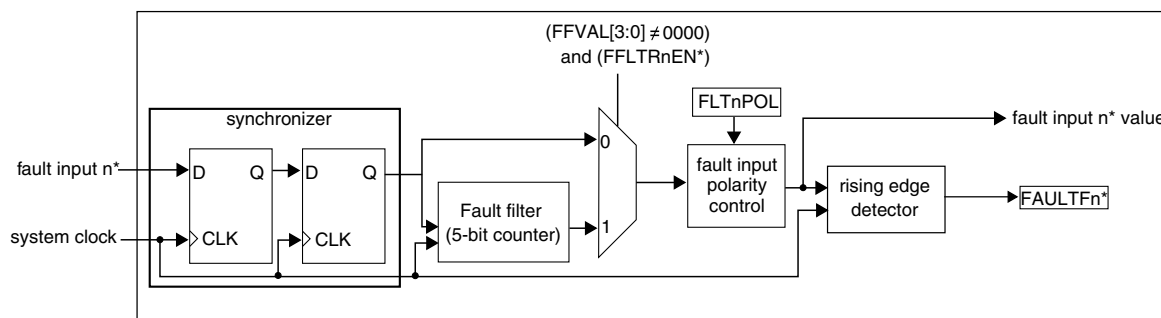 (FFVAL[3:0] ≠ 0000)
and (FFLTRnEN*)
FLTnPOL
synchronizer
fault input n* value
fault input n*
D Q D Q
0
fault input
polarity
control
rising edge
detector
FAULTFn*
Fault filter
(5-bit counter)
1
system clock
CLK CLK